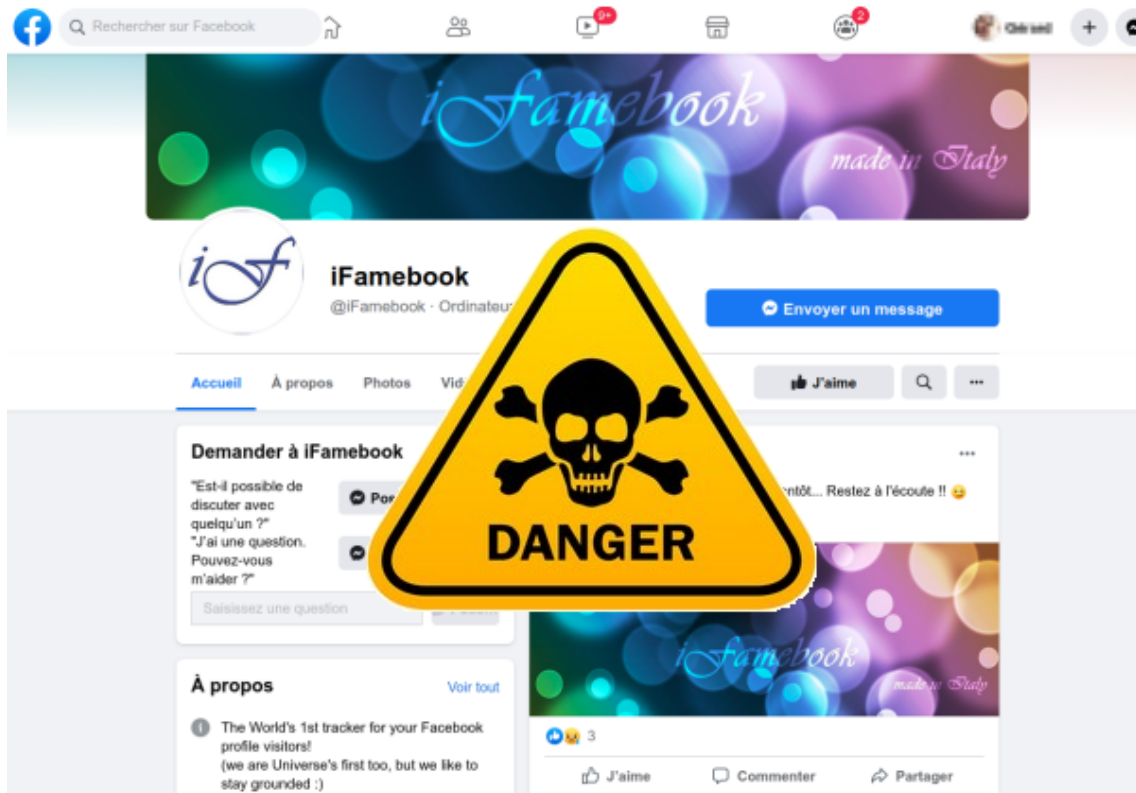 Rechercher sur Facebook
9+
2
iFamebook
made in Italy
if
iFamebook
@iFamebook · Ordinateur
Envoyer un message
Accueil À propos Photos
J'aime
Demander à iFamebook
"Est-il possible de
discuter avec
quelqu'un ?"
"J'ai une question.
Pouvez-vous
m'aider ?"
Saisissez une question
Restez à l'écoute !!
DANGER
iFamebook
made in Italy
À propos Voir tout
The World's 1st tracker for your Facebook
profile visitors!
(we are Universe's first too, but we like to
stay grounded :)
3
J'aime Commenter Partager